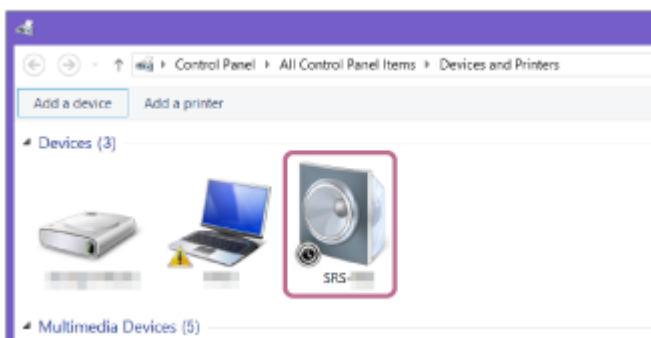 Control Panel ▸ All Control Panel Items ▸ Devices and Printers
Add a device Add a printer
Devices (3)
SRS-
Multimedia Devices (5)